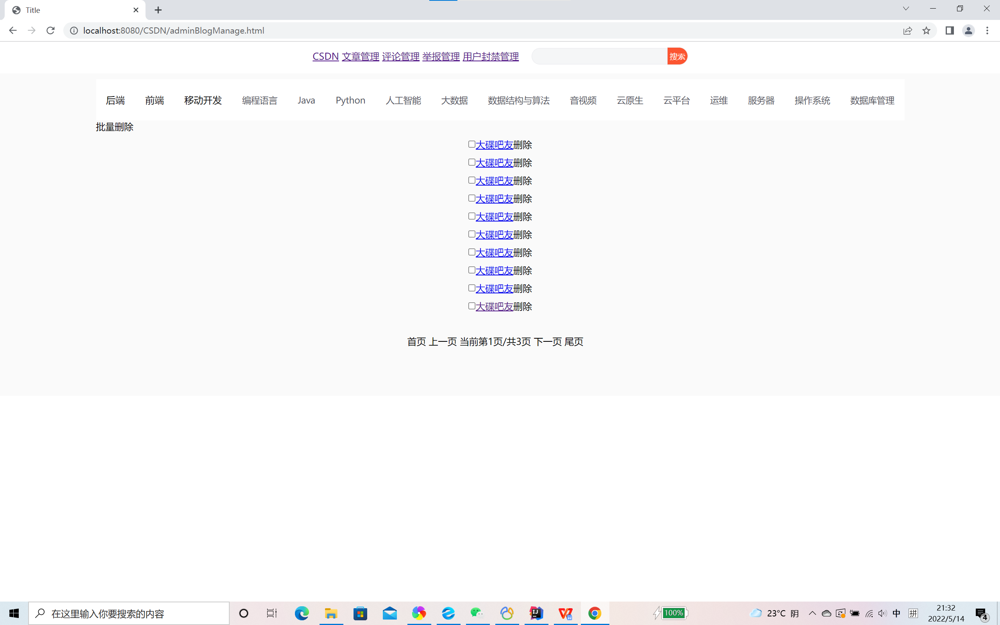 Title
localhost:8080/CSDN/adminBlogManage.html
CSDN 文章管理 评论管理 举报管理 用户封禁管理 搜索
后端 前端 移动开发 编程语言 Java Python 人工智能 大数据 数据结构与算法 音视频 云原生 云平台 运维 服务器 操作系统 数据库管理
批量删除
大碟吧友删除
大碟吧友删除
大碟吧友删除
大碟吧友删除
大碟吧友删除
大碟吧友删除
大碟吧友删除
大碟吧友删除
大碟吧友删除
大碟吧友删除
首页 上一页 当前第1页/共3页 下一页 尾页
在这里输入你要搜索的内容 100% 23°C 阴 中 拼 21:32
2022/5/14 4